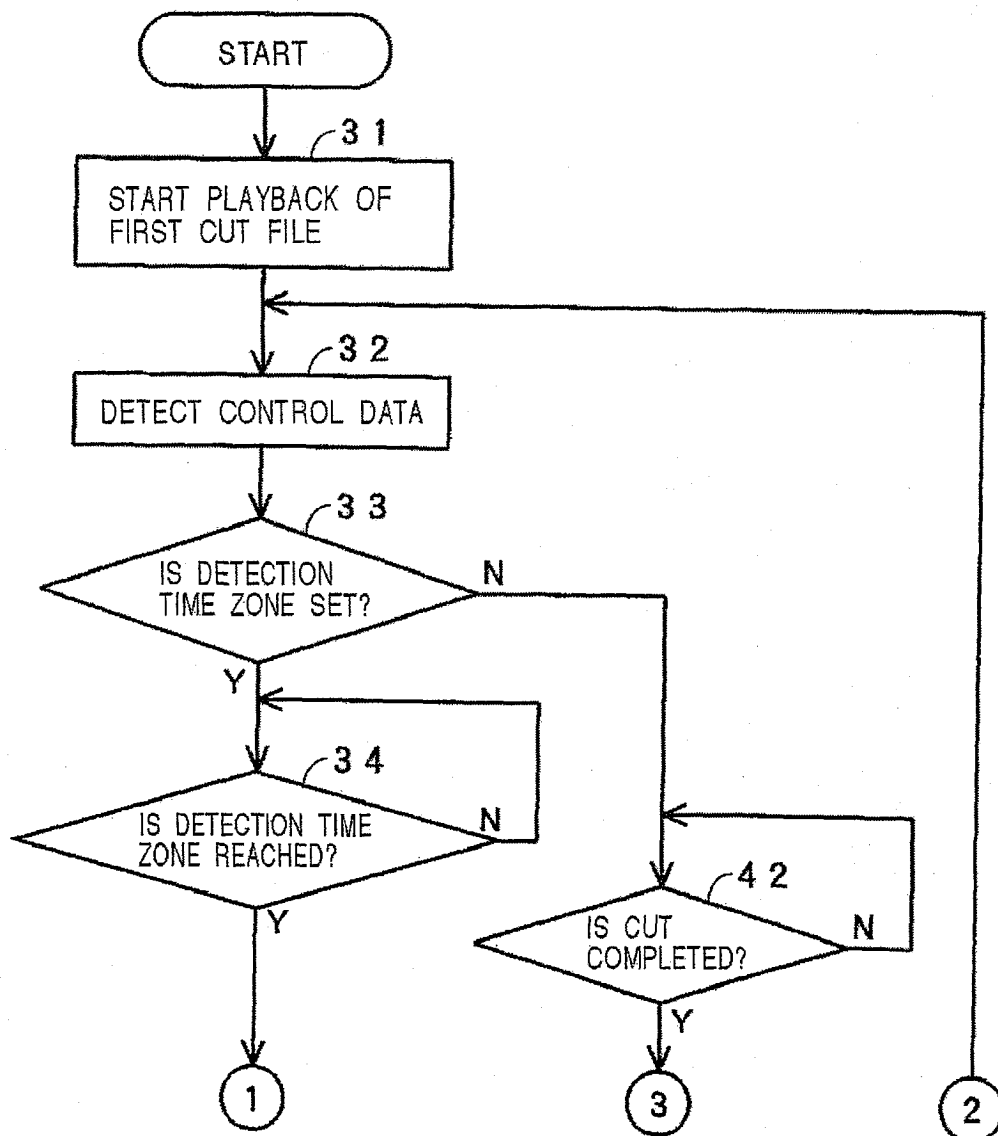 START
31
START PLAYBACK OF
FIRST CUT FILE
32
DETECT CONTROL DATA
33
IS DETECTION
TIME ZONE SET?
N
Y
34
IS DETECTION TIME
ZONE REACHED?
N
Y
42
IS CUT
COMPLETED?
N
Y
1
3
2